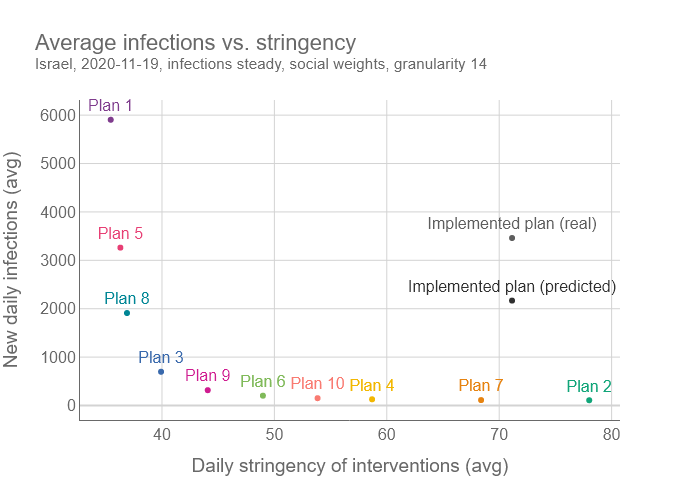 Average infections vs. stringency
Israel, 2020-11-19, infections steady, social weights, granularity 14
New daily infections (avg)
6000
5000
4000
3000
2000
1000
0
Plan 1
Plan 5
Implemented plan (real)
Implemented plan (predicted)
Plan 8
Plan 3
Plan 9
Plan 6
Plan 10
Plan 4
Plan 7
Plan 2
40
50
60
70
80
Daily stringency of interventions (avg)